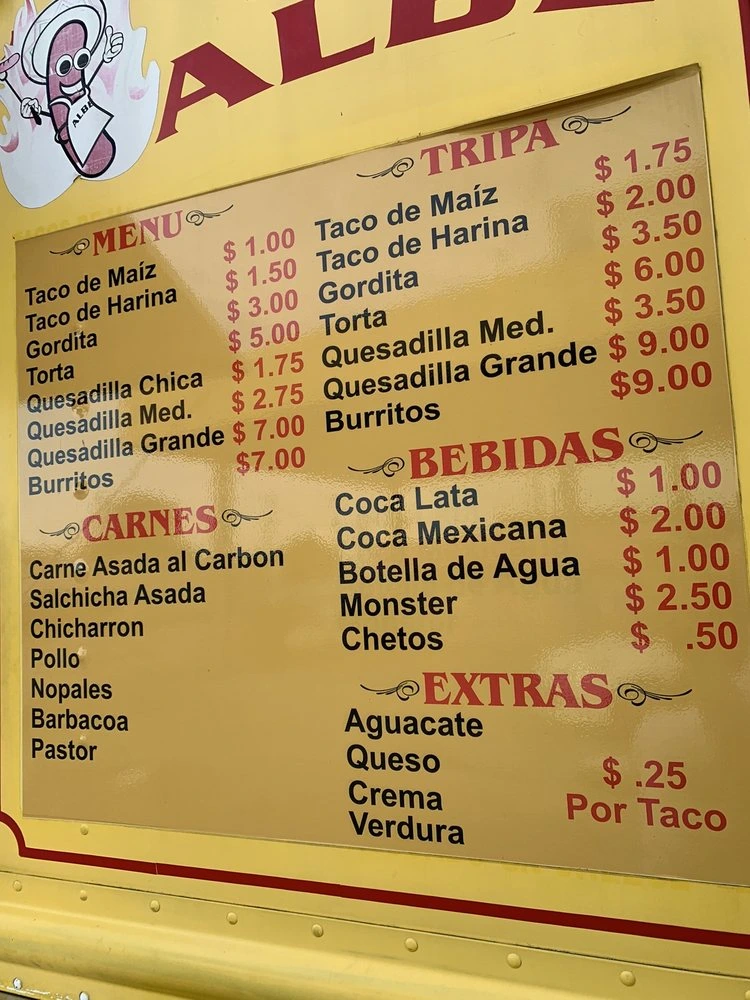 ALBE
MENU
Taco de Maíz $ 1.00
Taco de Harina $ 1.50
Gordita $ 3.00
Torta $ 5.00
Quesadilla Chica $ 1.75
Quesadilla Med. $ 2.75
Quesadilla Grande $ 7.00
Burritos $7.00
CARNES
Carne Asada al Carbon
Salchicha Asada
Chicharron
Pollo
Nopales
Barbacoa
Pastor
TRIPA
Taco de Maíz $ 1.75
Taco de Harina $ 2.00
Gordita $ 3.50
Torta $ 6.00
Quesadilla Med. $ 3.50
Quesadilla Grande $ 9.00
Burritos $9.00
BEBIDAS
Coca Lata $ 1.00
Coca Mexicana $ 2.00
Botella de Agua $ 1.00
Monster $ 2.50
Chetos $ .50
EXTRAS
Aguacate
Queso
Crema
Verdura
$ .25
Por Taco